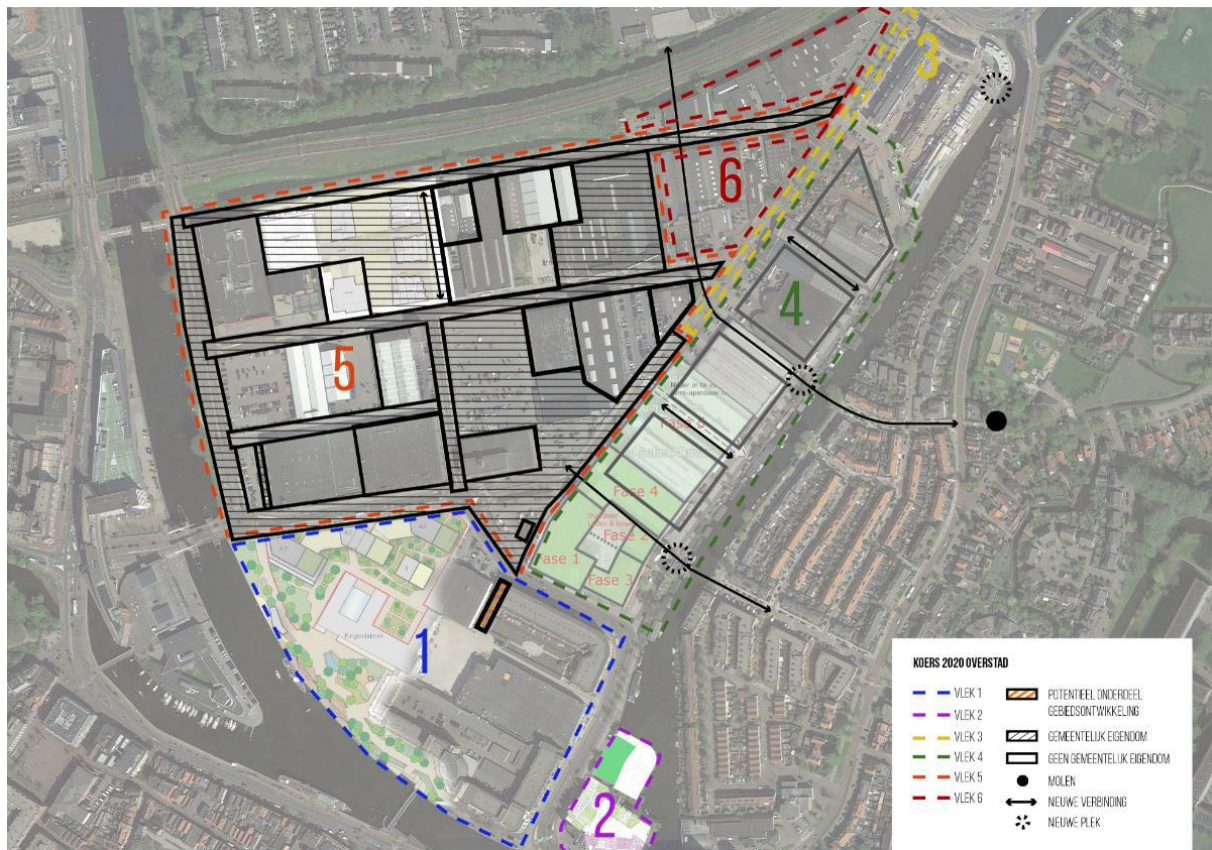 3
6
4
5
Fase 4
Fase 2
Fase 1
Fase 3
1
2
KOERS 2020 OVERSTAD
VLEK 1
VLEK 2
VLEK 3
VLEK 4
VLEK 5
VLEK 6
POTENTIEEL ONDERDEEL
GEBIEDSONTWIKKELING
GEMEENTELIJK EIGENDOM
GEEN GEMEENTELIJK EIGENDOM
MOLEN
NIEUWE VERBINDING
NIEUWE PLEK